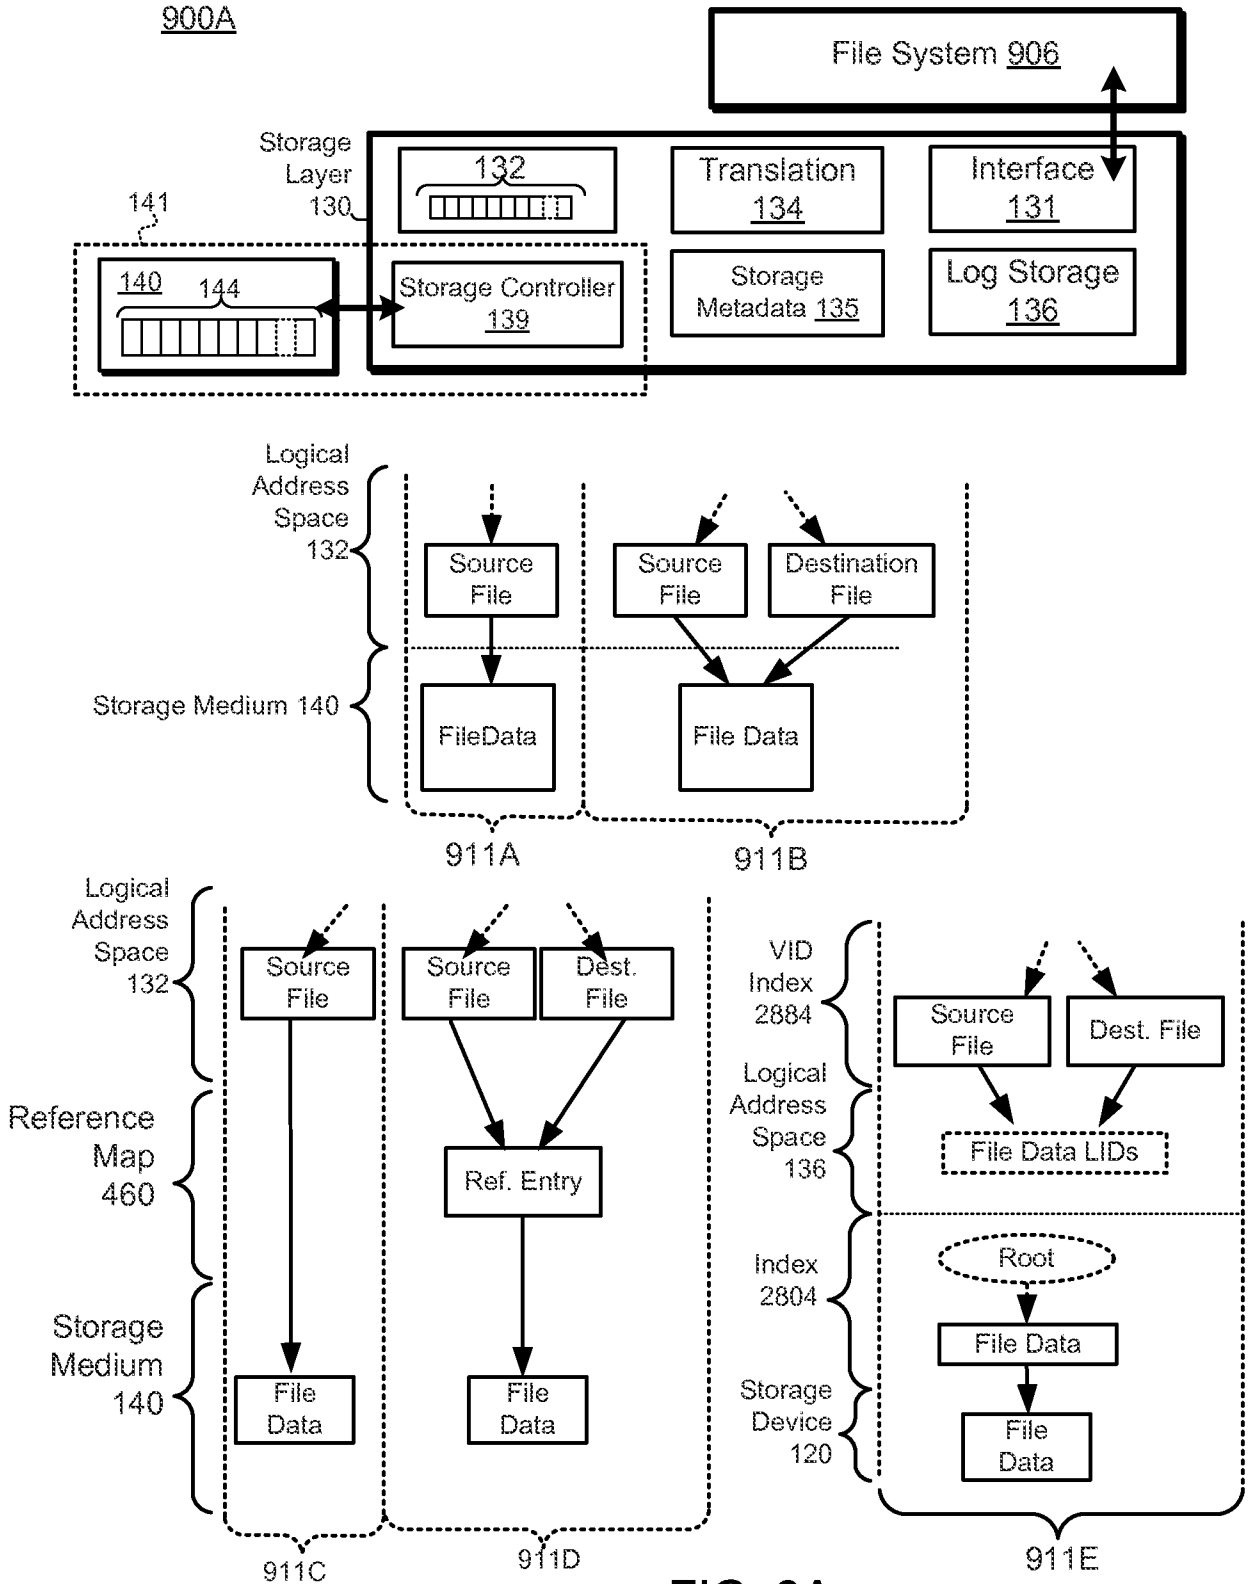 900A
File System 906
Storage
Layer
130
132
Translation
134
Interface
131
141
140
144
Storage Controller
139
Storage
Metadata 135
Log Storage
136
Logical
Address
Space
132
Source
File
Source
File
Destination
File
Storage Medium 140
FileData
File Data
911A
911B
Logical
Address
Space
132
Source
File
Source
File
Dest.
File
Reference
Map
460
Ref. Entry
Storage
Medium
140
File
Data
File
Data
911C
911D
VID
Index
2884
Source
File
Dest. File
Logical
Address
Space
136
File Data LIDs
Index
2804
Root
File Data
Storage
Device
120
File
Data
911E